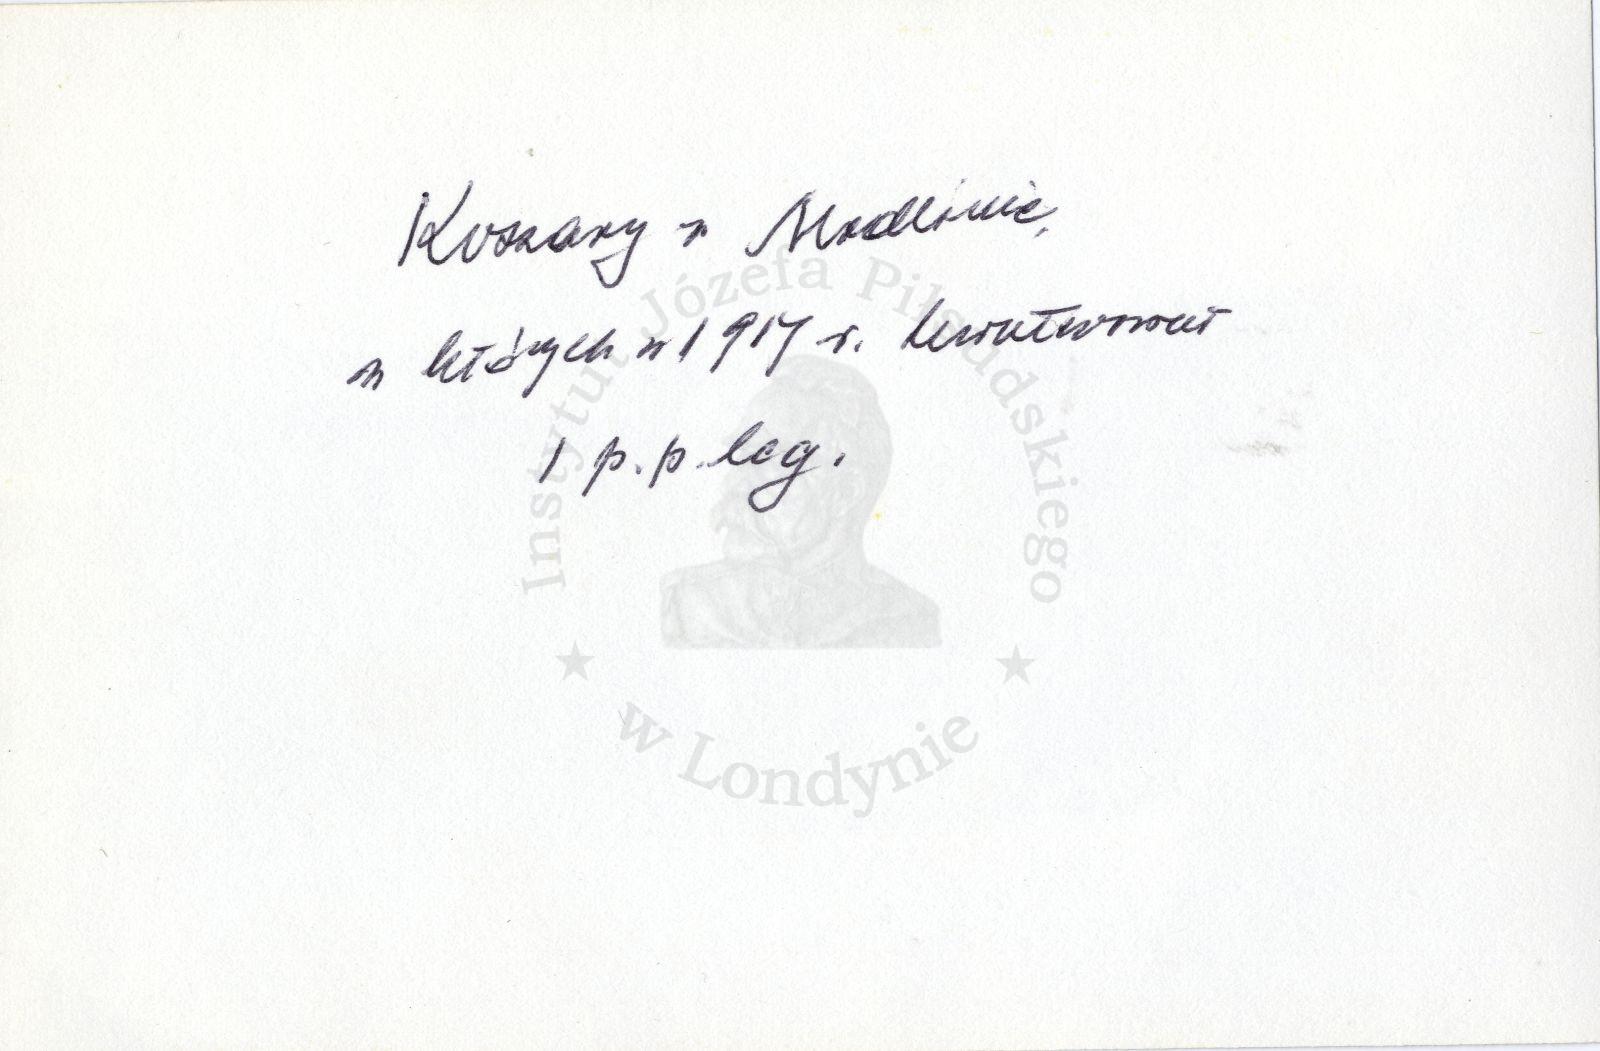 Koszary w Modlinie,
w których w 1917 r. kwaterował
1 p.p. leg.
Instytut Józefa Piłsudskiego
w Londynie